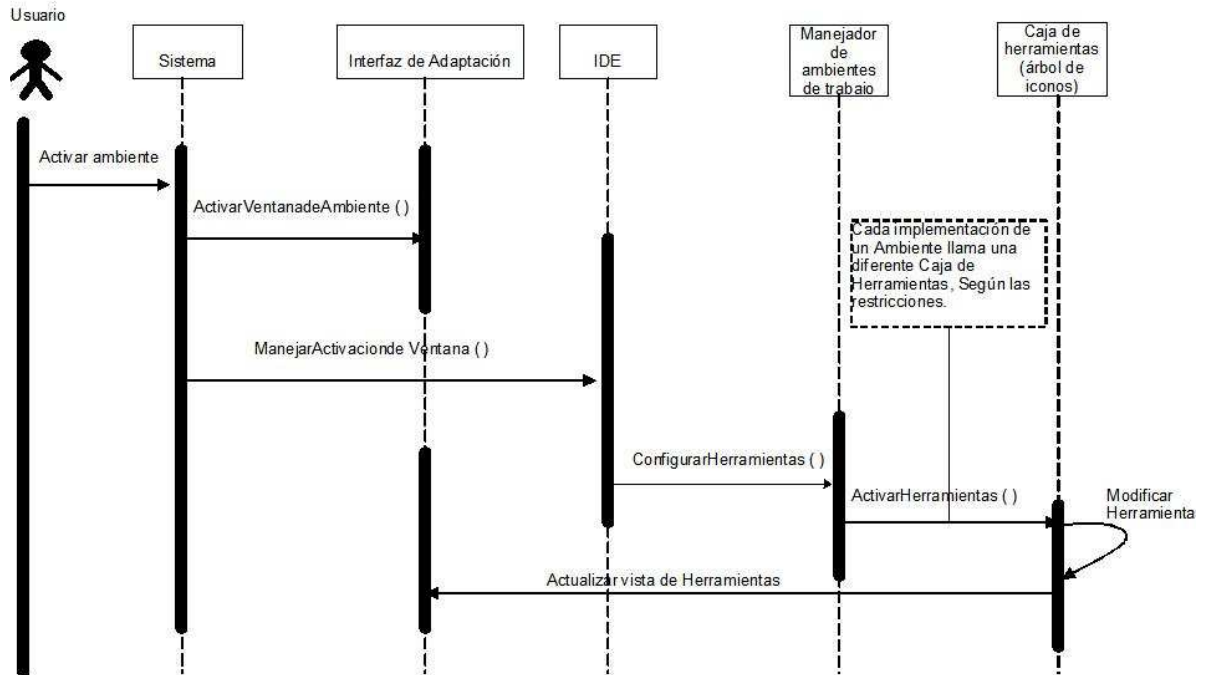 Usuario
Sistema
Interfaz de Adaptación
IDE
Manejador
de
ambientes
de trabajo
Caja de
herramientas
(árbol de
iconos)
Activar ambiente
ActivarVentanadeAmbiente ( )
Cada implementación de
un Ambiente llama una
diferente Caja de
Herramientas, Según las
restricciones.
ManejarActivacionde Ventana ( )
ConfigurarHerramientas ( )
ActivarHerramientas ( )
Modificar
Herramienta
Actualizar vista de Herramientas